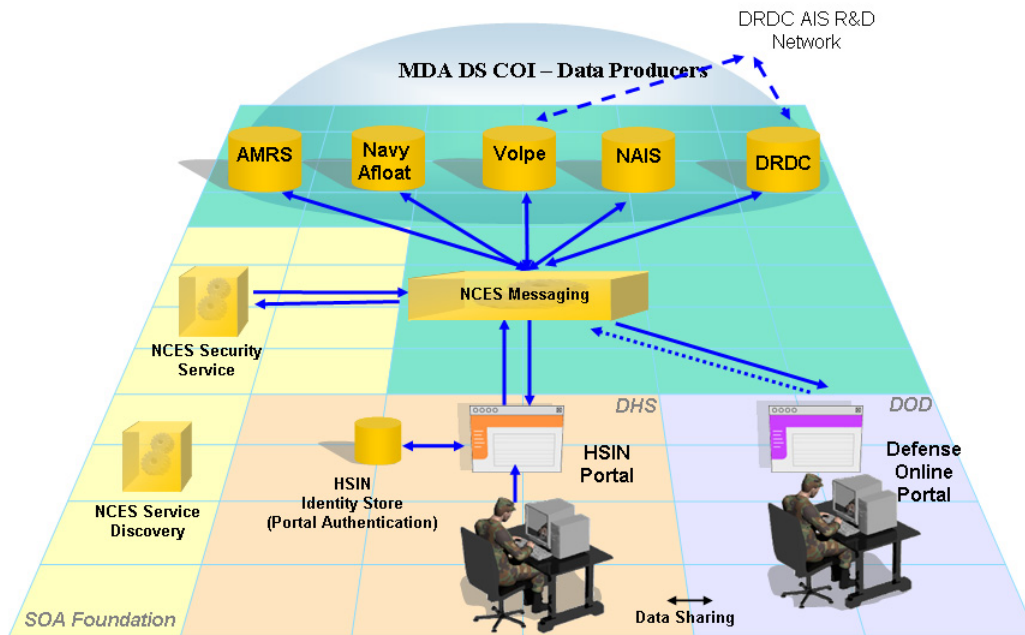 DRDC AIS R&D
Network
MDA DS COI – Data Producers
AMRS
Navy
Afloat
Volpe
NAIS
DRDC
NCES Messaging
NCES Security
Service
DHS
DOD
HSIN
Portal
Defense
Online
Portal
HSIN
Identity Store
(Portal Authentication)
NCES Service
Discovery
SOA Foundation
Data Sharing